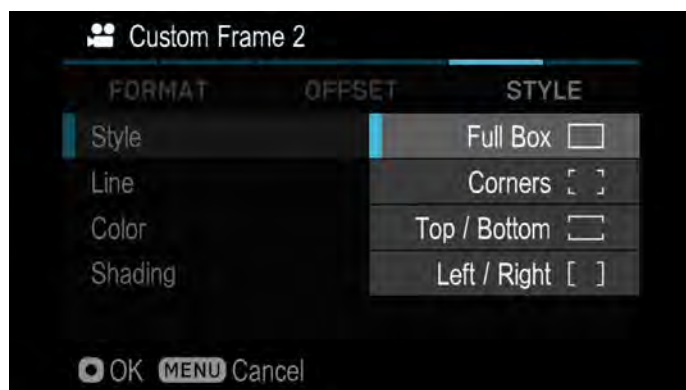 Custom Frame 2
FORMAT OFFSET STYLE
Style Full Box
Line Corners
Color Top / Bottom
Shading Left / Right
OK MENU Cancel